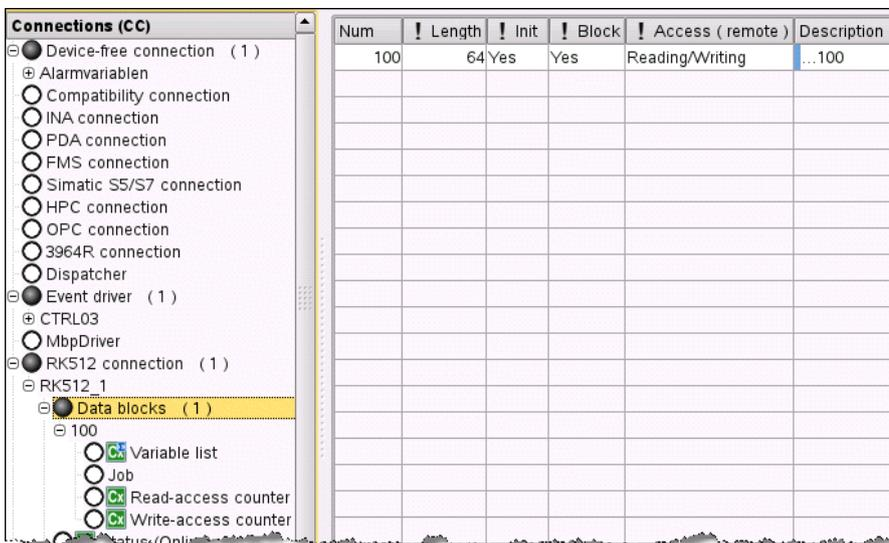 Connections (CC)
Device-free connection (1)
Alarmvariablen
Compatibility connection
INA connection
PDA connection
FMS connection
Simatic S5/S7 connection
HPC connection
OPC connection
3964R connection
Dispatcher
Event driver (1)
CTRL03
MbpDriver
RK512 connection (1)
RK512_1
Data blocks (1)
100
Cx Variable list
Job
Cx Read-access counter
Cx Write-access counter
Num ! Length ! Init ! Block ! Access (remote) Description
100 64 Yes Yes Reading/Writing ...100